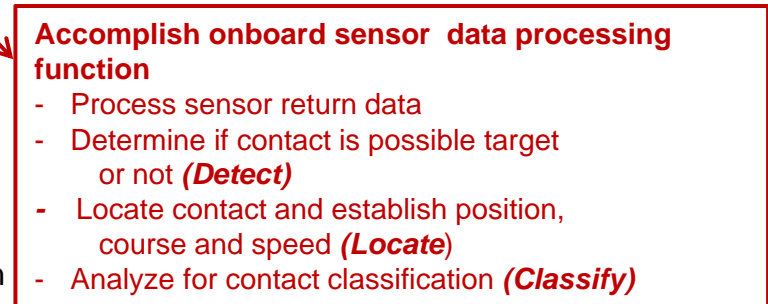 Accomplish onboard sensor data processing
function
- Process sensor return data
- Determine if contact is possible target
or not (Detect)
- Locate contact and establish position,
course and speed (Locate)
n
- Analyze for contact classification (Classify)